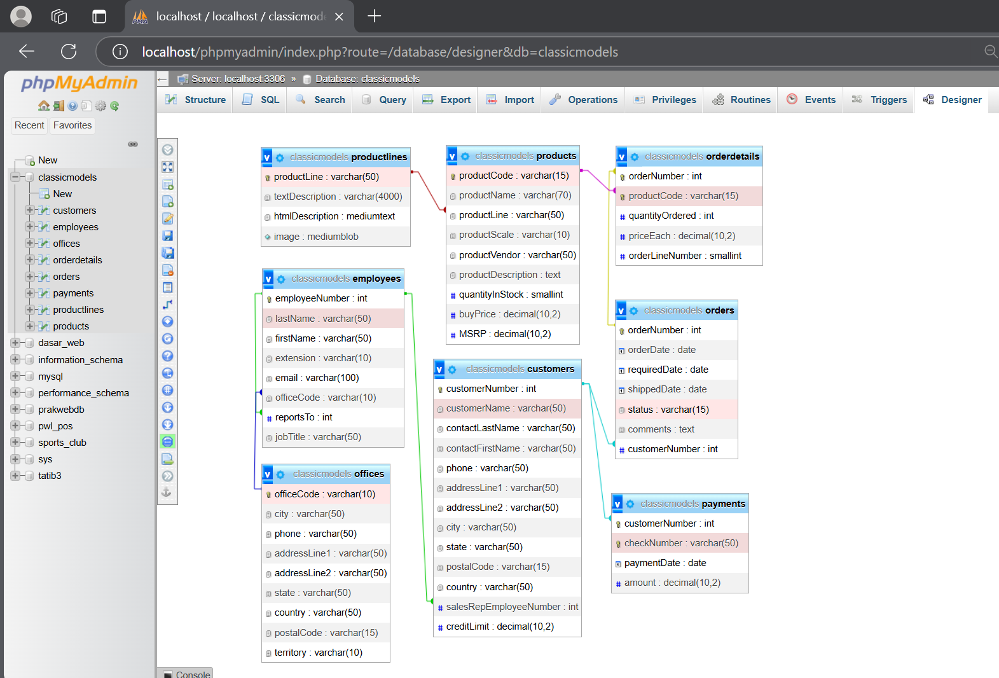 localhost / localhost / classicmod
localhost/phpmyadmin/index.php?route=/database/designer&db=classicmodels
phpMyAdmin
Recent Favorites
New
classicmodels
New
customers
employees
offices
orderdetails
orders
payments
productlines
products
dasar_web
information_schema
mysql
performance_schema
prakwebdb
pwl_pos
sports_club
sys
tatib3
Server: localhost:3306 » Database: classicmodels
Structure SQL Search Query Export Import Operations Privileges Routines Events Triggers Designer
v classicmodels productlines
productLine : varchar(50)
textDescription : varchar(4000)
htmlDescription : mediumtext
image : mediumblob
v classicmodels employees
employeeNumber : int
lastName : varchar(50)
firstName : varchar(50)
extension : varchar(10)
email : varchar(100)
officeCode : varchar(10)
# reportsTo : int
jobTitle : varchar(50)
v classicmodels offices
officeCode : varchar(10)
city : varchar(50)
phone : varchar(50)
addressLine1 : varchar(50)
addressLine2 : varchar(50)
state : varchar(50)
country : varchar(50)
postalCode : varchar(15)
territory : varchar(10)
v classicmodels products
productCode : varchar(15)
productName : varchar(70)
productLine : varchar(50)
productScale : varchar(10)
productVendor : varchar(50)
productDescription : text
# quantityInStock : smallint
# buyPrice : decimal(10,2)
# MSRP : decimal(10,2)
v classicmodels customers
customerNumber : int
customerName : varchar(50)
contactLastName : varchar(50)
contactFirstName : varchar(50)
phone : varchar(50)
addressLine1 : varchar(50)
addressLine2 : varchar(50)
city : varchar(50)
state : varchar(50)
postalCode : varchar(15)
country : varchar(50)
# salesRepEmployeeNumber : int
# creditLimit : decimal(10,2)
v classicmodels orderdetails
orderNumber : int
productCode : varchar(15)
# quantityOrdered : int
# priceEach : decimal(10,2)
# orderLineNumber : smallint
v classicmodels orders
orderNumber : int
orderDate : date
requiredDate : date
shippedDate : date
status : varchar(15)
comments : text
# customerNumber : int
v classicmodels payments
customerNumber : int
checkNumber : varchar(50)
paymentDate : date
# amount : decimal(10,2)
Console